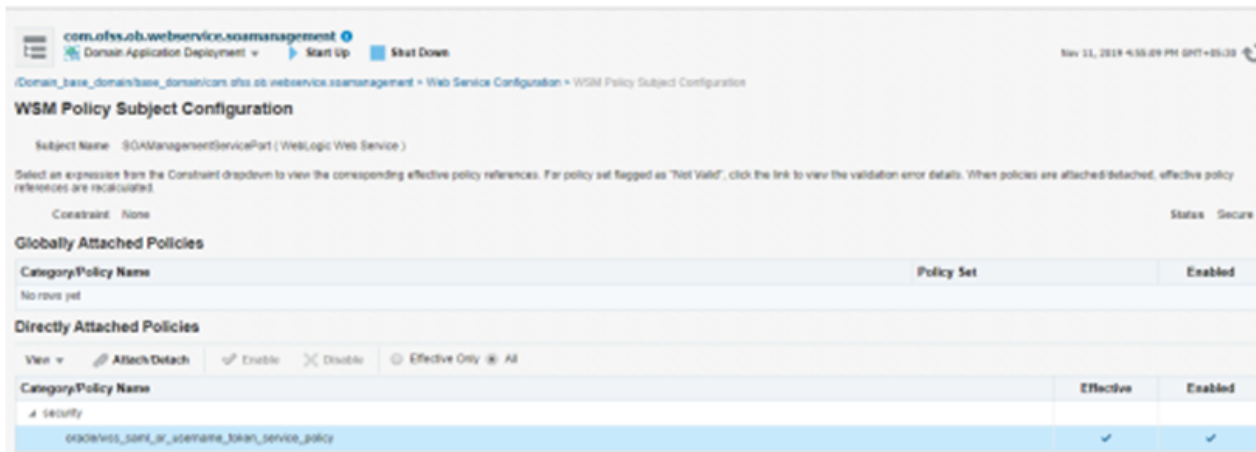 com.ofss.ob.webservice.soamanagement
Domain Application Deployment Start Up Shut Down
Nov 11, 2019 4:55:09 PM GMT+05:30
/Domain_base_domain/base_domain/com.ofss.ob.webservice.soamanagement > Web Service Configuration > WSM Policy Subject Configuration
WSM Policy Subject Configuration
Subject Name SOAManagementServicePort ( WebLogic Web Service )
Select an expression from the Constraint dropdown to view the corresponding effective policy references. For policy set flagged as "Not Valid", click the link to view the validation error details. When policies are attached/detached, effective policy
references are recalculated.
Constraint None Status Secure
Globally Attached Policies
Category/Policy Name Policy Set Enabled
No rows yet
Directly Attached Policies
View Attach/Detach Enable Disable Effective Only All
Category/Policy Name Effective Enabled
security
oracle/wss_saml_or_username_token_service_policy